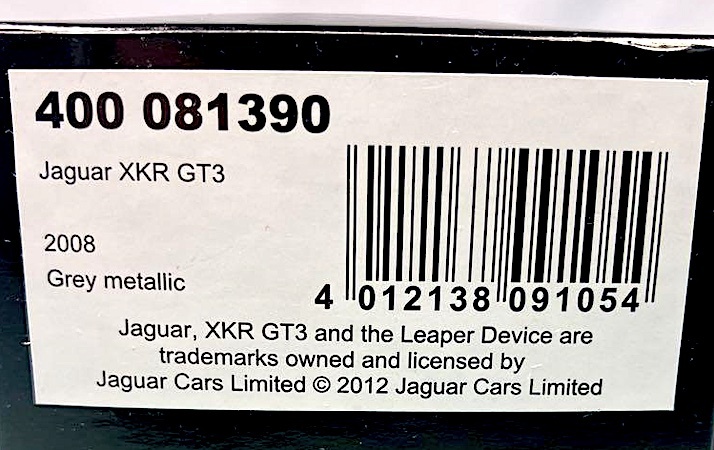 400 081390
Jaguar XKR GT3
2008
Grey metallic
4 012138 091054
Jaguar, XKR GT3 and the Leaper Device are
trademarks owned and licensed by
Jaguar Cars Limited © 2012 Jaguar Cars Limited